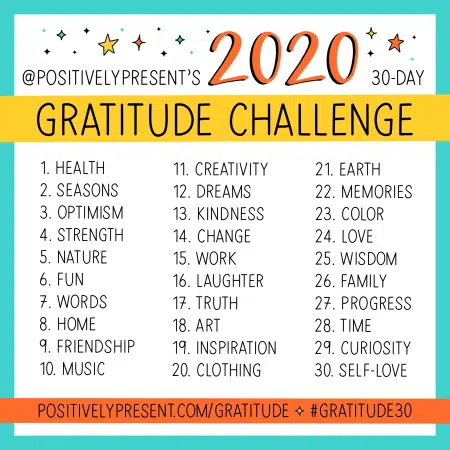 @POSITIVELYPRESENT'S 2020 30-DAY
GRATITUDE CHALLENGE
1. HEALTH
2. SEASONS
3. OPTIMISM
4. STRENGTH
5. NATURE
6. FUN
7. WORDS
8. HOME
9. FRIENDSHIP
10. MUSIC
11. CREATIVITY
12. DREAMS
13. KINDNESS
14. CHANGE
15. WORK
16. LAUGHTER
17. TRUTH
18. ART
19. INSPIRATION
20. CLOTHING
21. EARTH
22. MEMORIES
23. COLOR
24. LOVE
25. WISDOM
26. FAMILY
27. PROGRESS
28. TIME
29. CURIOSITY
30. SELF-LOVE
POSITIVELYPRESENT.COM/GRATITUDE ✧ #GRATITUDE30